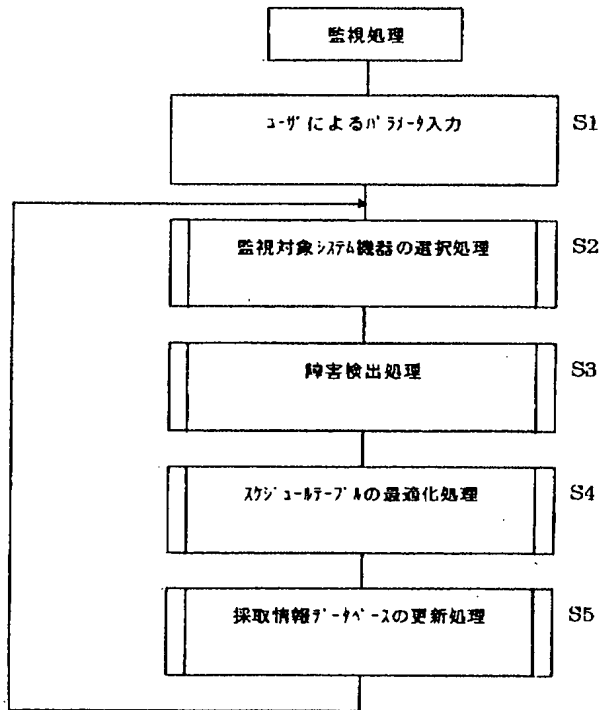 監視処理
ﾕｰｻﾞによるﾊﾟﾗﾒｰﾀ入力 S1
監視対象ｼｽﾃﾑ機器の選択処理 S2
障害検出処理 S3
ｽｹｼﾞｭｰﾙﾃｰﾌﾞﾙの最適化処理 S4
採取情報ﾃﾞｰﾀﾍﾞｰｽの更新処理 S5